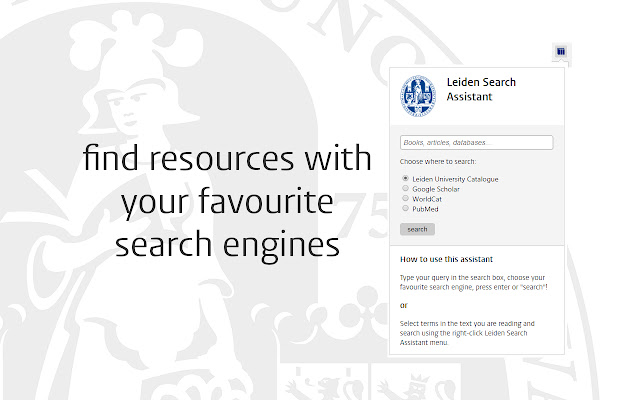 find resources with
your favourite
search engines
Leiden Search
Assistant
Books, articles, databases...
Choose where to search:
Leiden University Catalogue
Google Scholar
WorldCat
PubMed
search
How to use this assistant
Type your query in the search box, choose your
favourite search engine, press enter or "search"!
or
Select terms in the text you are reading and
search using the right-click Leiden Search
Assistant menu.